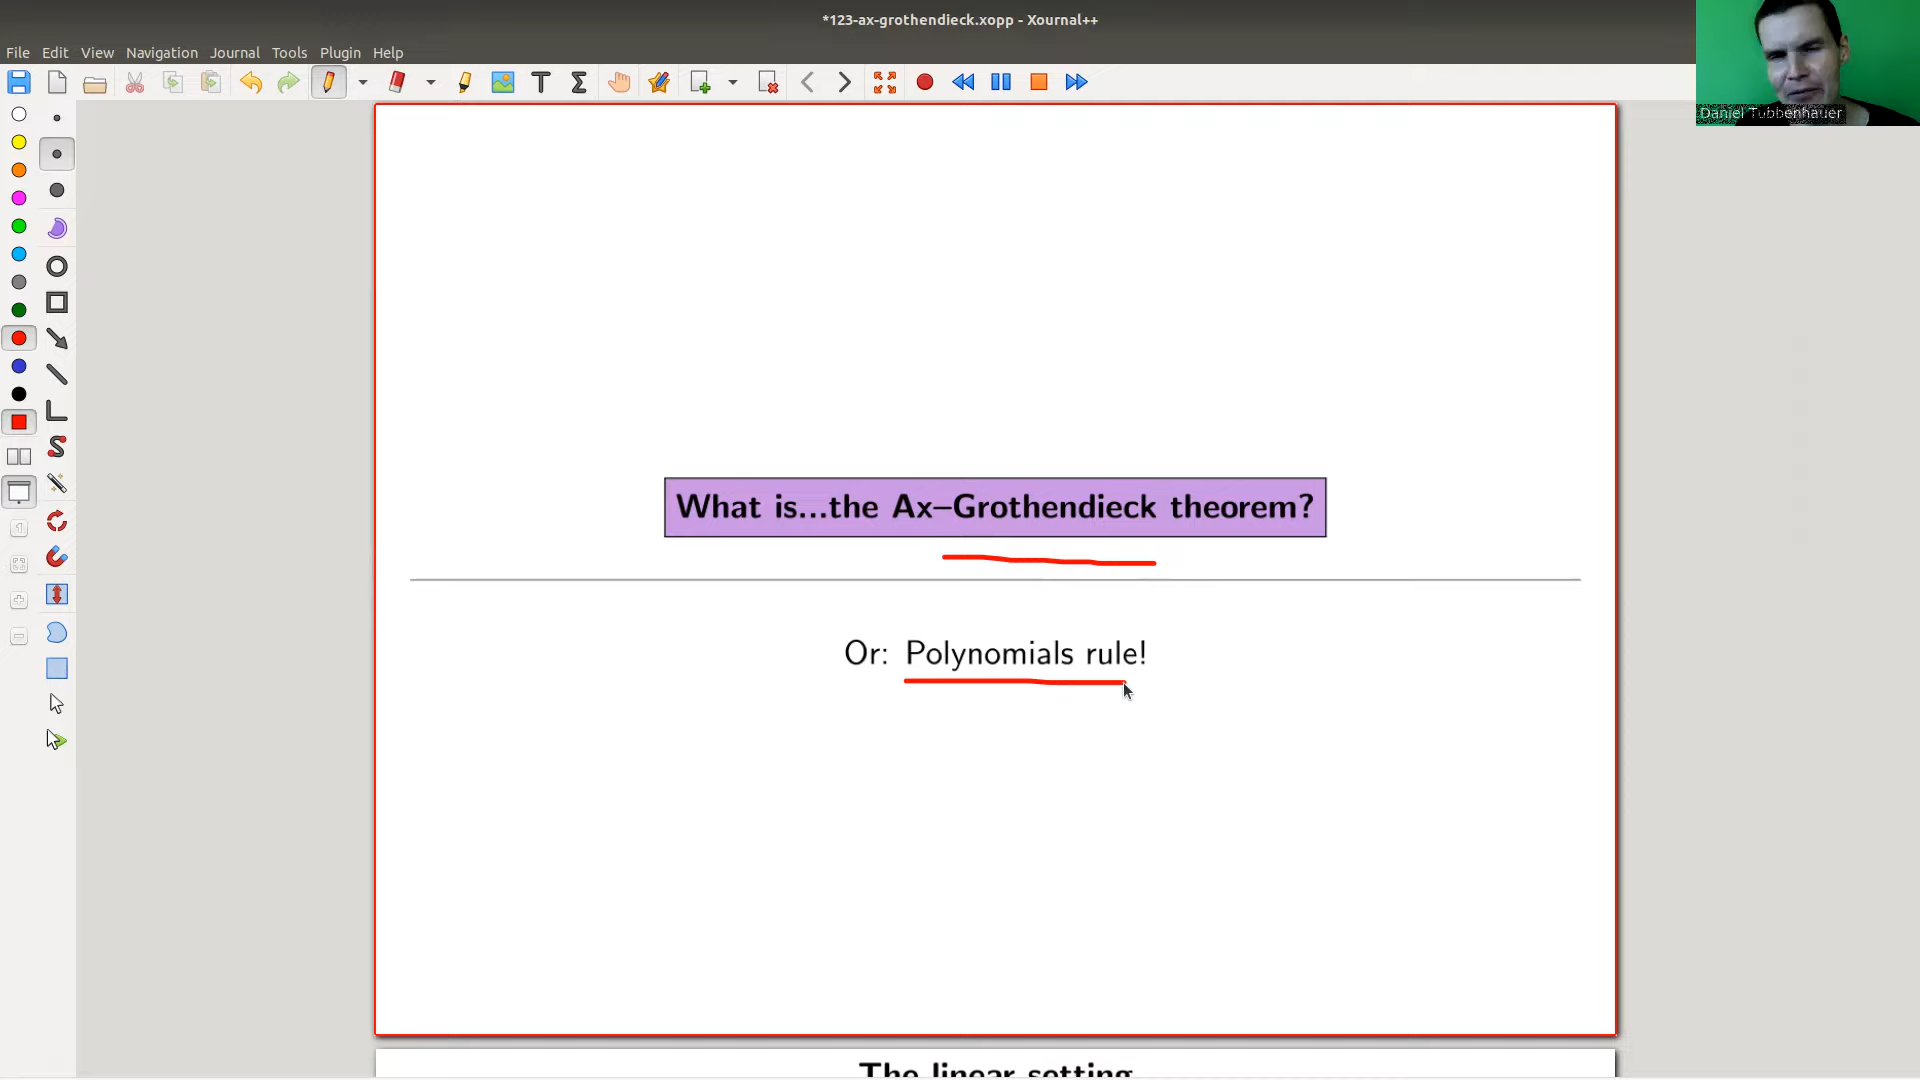 *123-ax-grothendieck.xopp - Xournal++
File Edit View Navigation Journal Tools Plugin Help
Daniel Tubbenhauer
What is...the Ax–Grothendieck theorem?
Or: Polynomials rule!
The linear setting